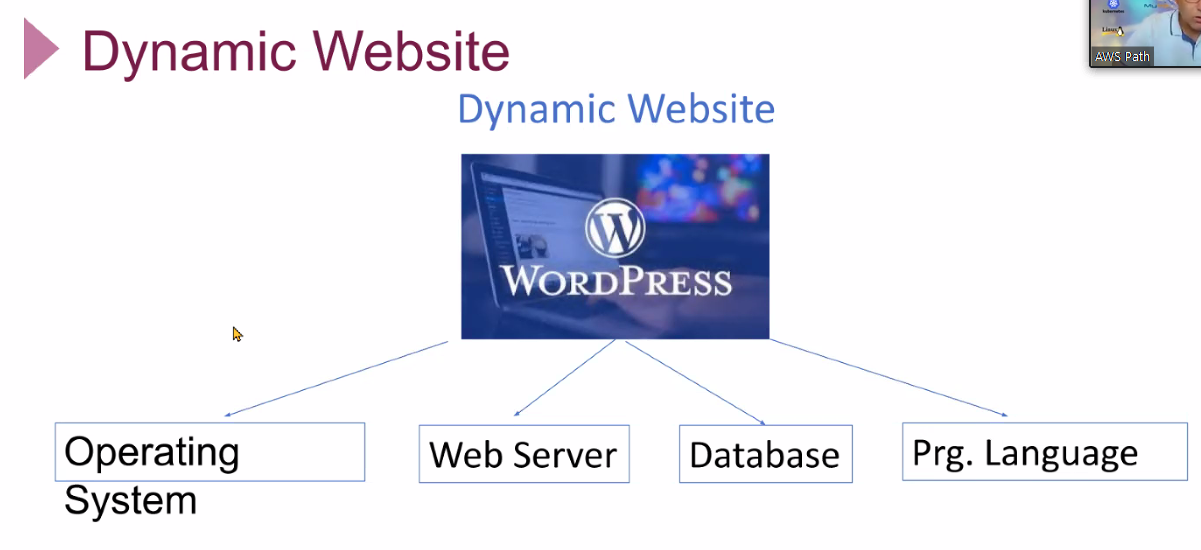 Dynamic Website
AWS Path
Dynamic Website
WORDPRESS
Operating
System
Web Server
Database
Prg. Language